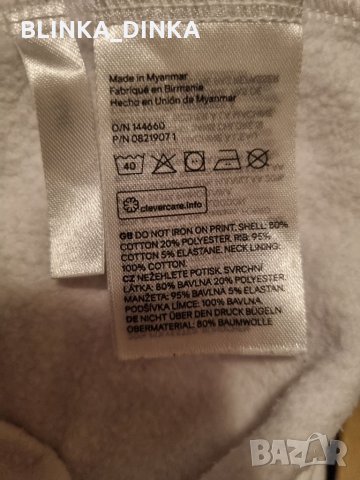 BLINKA_DINKA
Made in Myanmar
Fabriqué en Birmanie
Hecho en Unión de Myanmar
O/N 144660
P/N 08219071
40
clevercare.info
GB DO NOT IRON ON PRINT. SHELL: 80%
COTTON 20% POLYESTER. RIB: 95%
COTTON 5% ELASTANE. NECK LINING:
100% COTTON.
CZ NEŽEHLETE POTISK. SVRCHNÍ
LÁTKA: 80% BAVLNA 20% POLYESTER.
MANŽETA: 95% BAVLNA 5% ELASTAN.
PODŠÍVKA LÍMCE: 100% BAVLNA.
DE NICHT ÜBER DEN DRUCK BÜGELN
OBERMATERIAL: 80% BAUMWOLLE
BAZAR